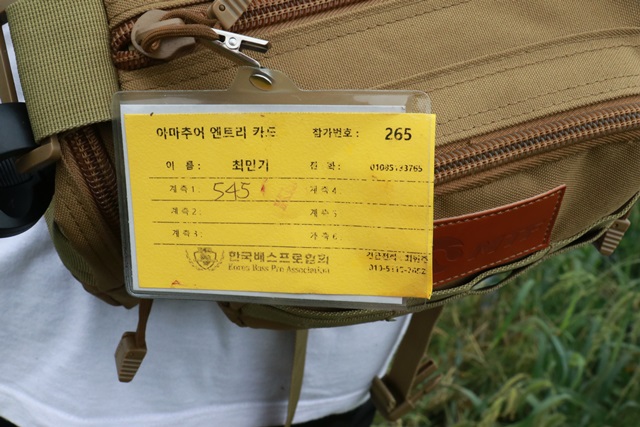 아마추어 엔트리 카드 참가번호 : 265
이 름 : 최민기 전 화 :
계측1. 545 계측4
계측2. 계측5
계측3. 계측6
한국배스프로협회
Korea Bass Pro Association